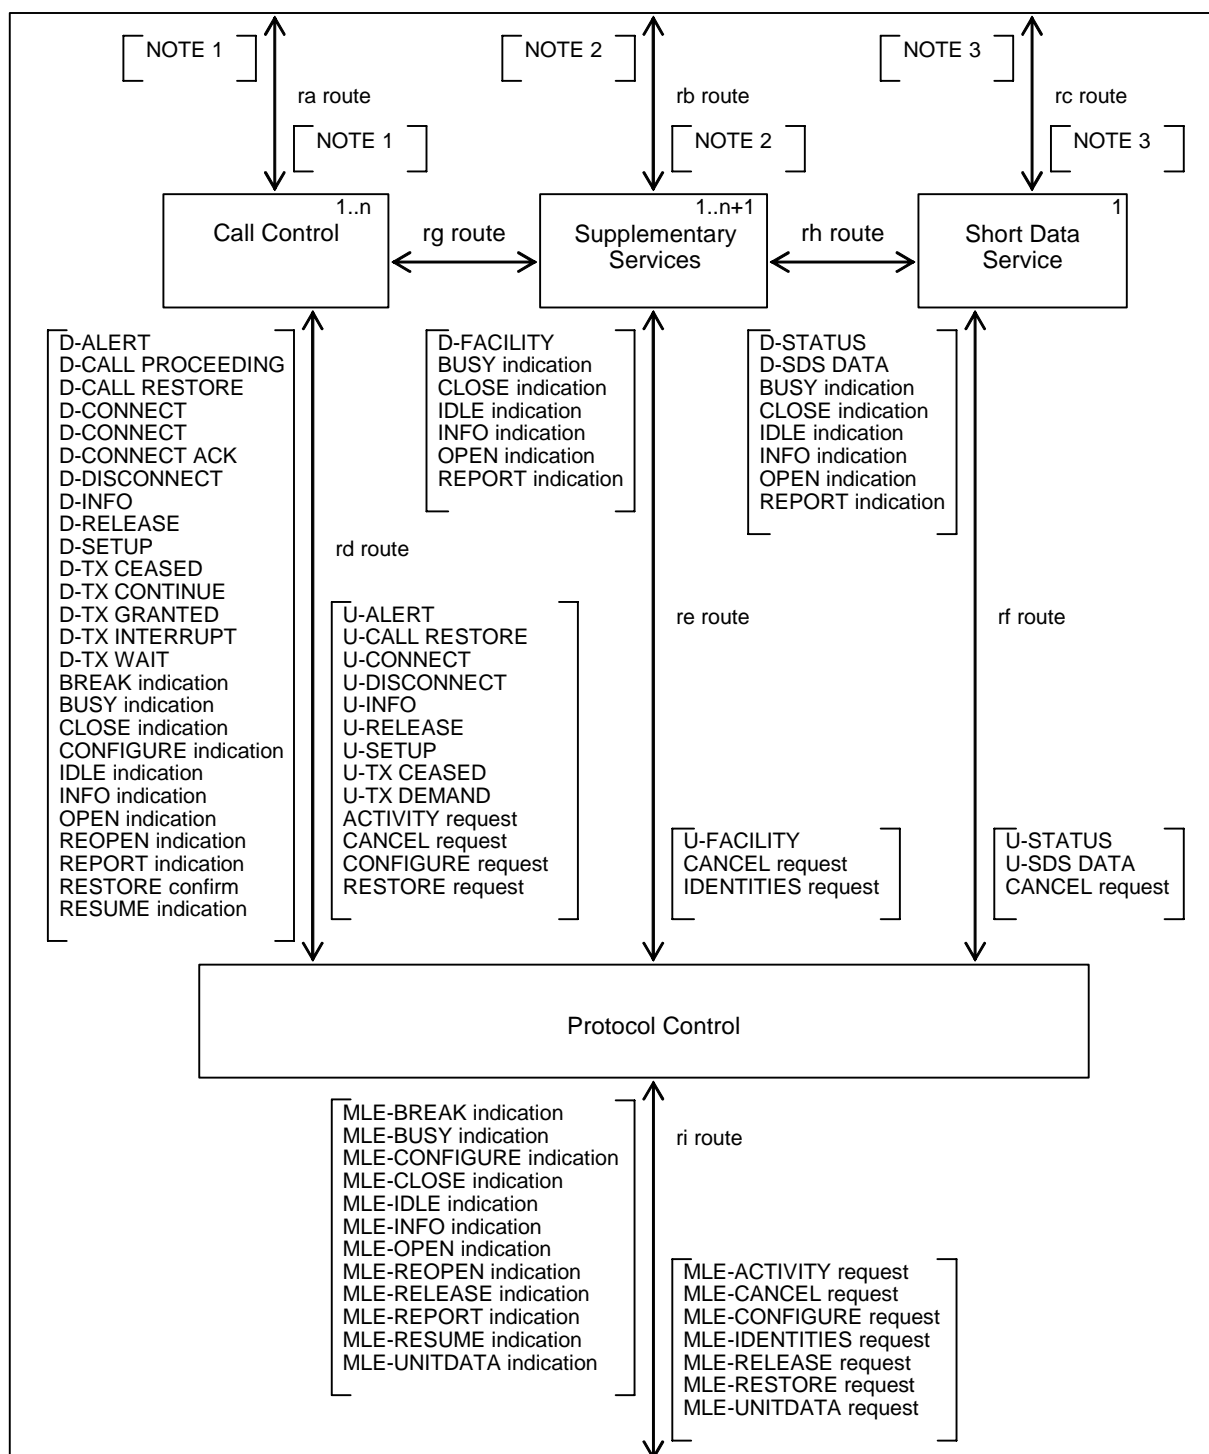 NOTE 1
NOTE 2
NOTE 3
ra route
rb route
rc route
NOTE 1
NOTE 2
NOTE 3
1..n
Call Control
rg route
1..n+1
Supplementary
Services
rh route
1
Short Data
Service
D-ALERT
D-CALL PROCEEDING
D-CALL RESTORE
D-CONNECT
D-CONNECT
D-CONNECT ACK
D-DISCONNECT
D-INFO
D-RELEASE
D-SETUP
D-TX CEASED
D-TX CONTINUE
D-TX GRANTED
D-TX INTERRUPT
D-TX WAIT
BREAK indication
BUSY indication
CLOSE indication
CONFIGURE indication
IDLE indication
INFO indication
OPEN indication
REOPEN indication
REPORT indication
RESTORE confirm
RESUME indication
rd route
U-ALERT
U-CALL RESTORE
U-CONNECT
U-DISCONNECT
U-INFO
U-RELEASE
U-SETUP
U-TX CEASED
U-TX DEMAND
ACTIVITY request
CANCEL request
CONFIGURE request
RESTORE request
D-FACILITY
BUSY indication
CLOSE indication
IDLE indication
INFO indication
OPEN indication
REPORT indication
re route
U-FACILITY
CANCEL request
IDENTITIES request
D-STATUS
D-SDS DATA
BUSY indication
CLOSE indication
IDLE indication
INFO indication
OPEN indication
REPORT indication
rf route
U-STATUS
U-SDS DATA
CANCEL request
Protocol Control
MLE-BREAK indication
MLE-BUSY indication
MLE-CONFIGURE indication
MLE-CLOSE indication
MLE-IDLE indication
MLE-INFO indication
MLE-OPEN indication
MLE-REOPEN indication
MLE-RELEASE indication
MLE-REPORT indication
MLE-RESUME indication
MLE-UNITDATA indication
ri route
MLE-ACTIVITY request
MLE-CANCEL request
MLE-CONFIGURE request
MLE-IDENTITIES request
MLE-RELEASE request
MLE-RESTORE request
MLE-UNITDATA request